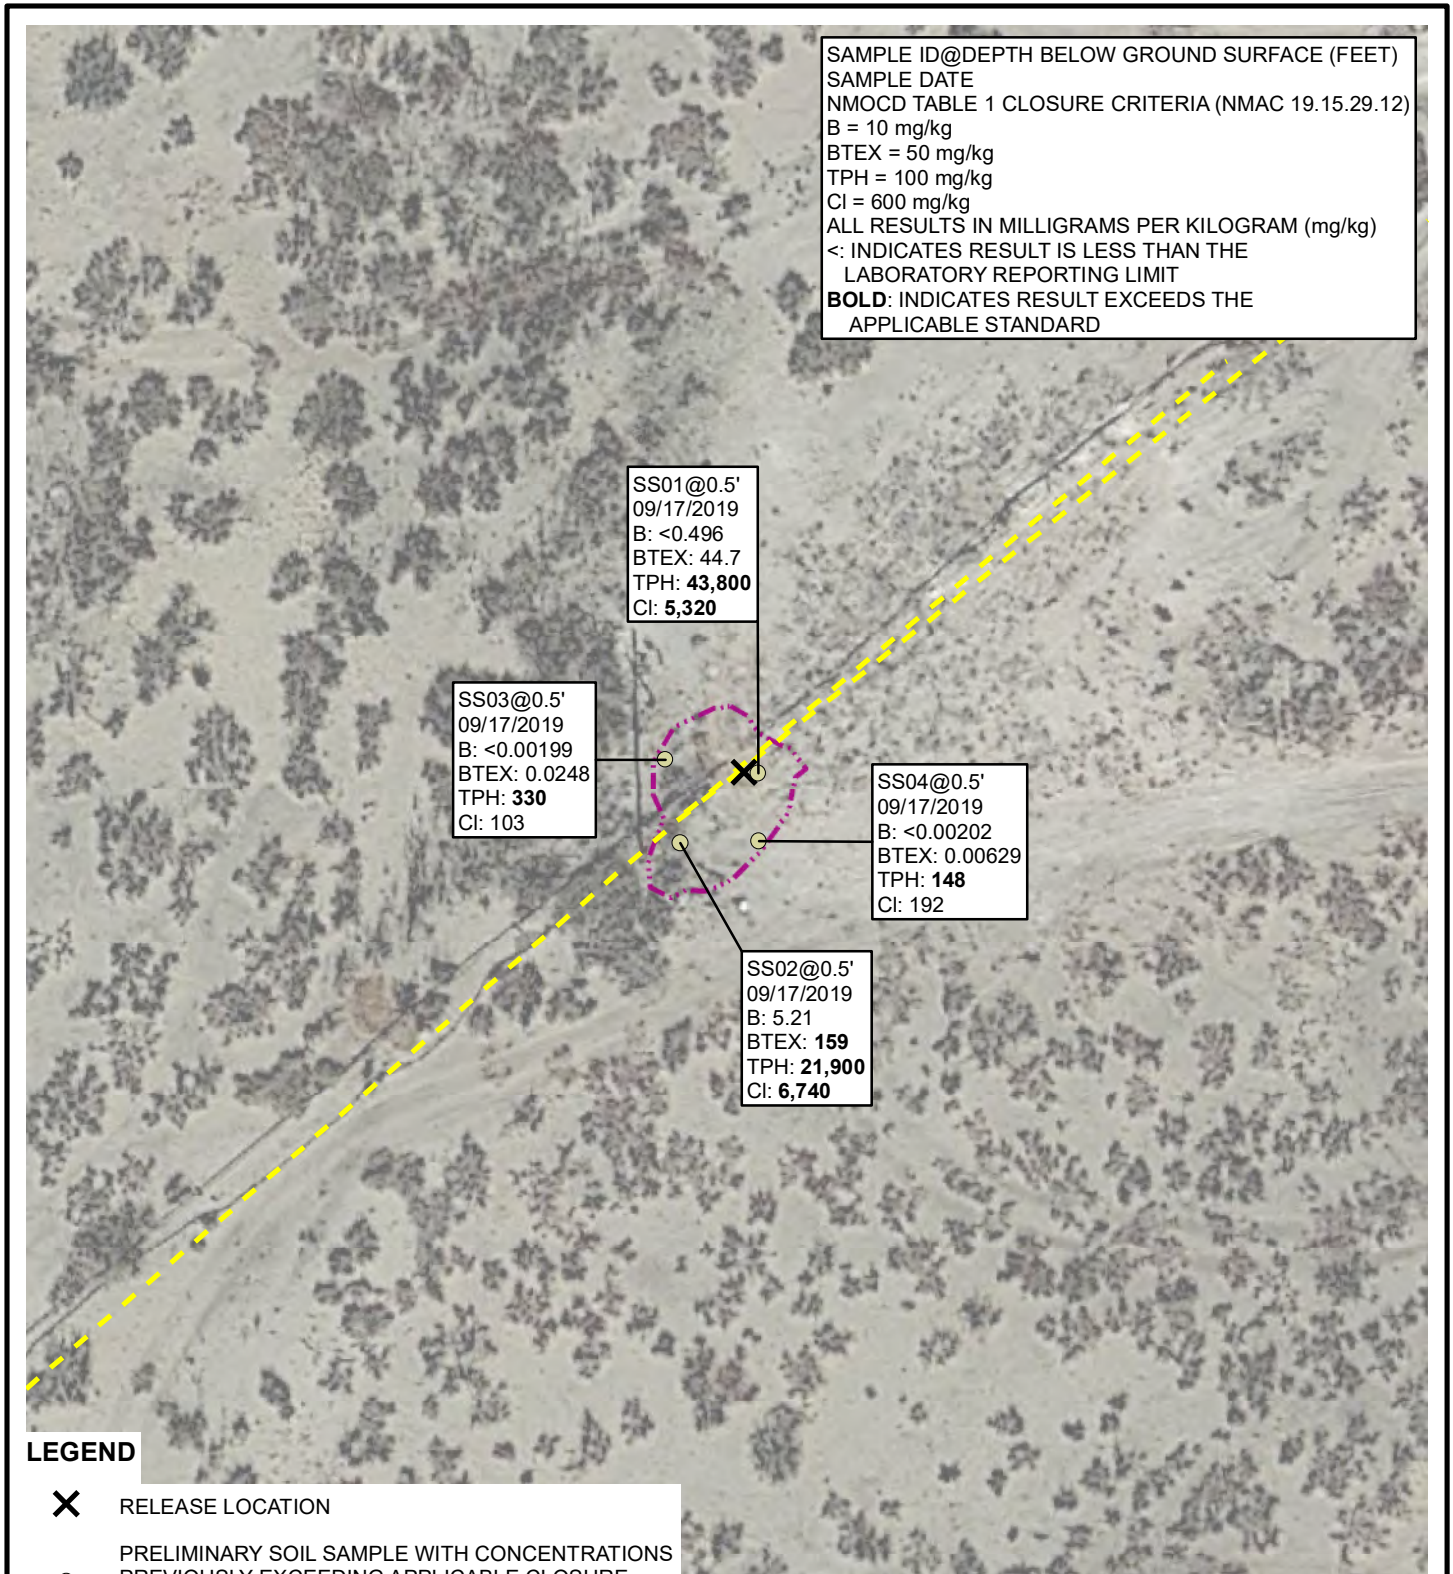 SAMPLE ID@DEPTH BELOW GROUND SURFACE (FEET)
SAMPLE DATE
NMOCD TABLE 1 CLOSURE CRITERIA (NMAC 19.15.29.12)
B = 10 mg/kg
BTEX = 50 mg/kg
TPH = 100 mg/kg
Cl = 600 mg/kg
ALL RESULTS IN MILLIGRAMS PER KILOGRAM (mg/kg)
<: INDICATES RESULT IS LESS THAN THE
LABORATORY REPORTING LIMIT
BOLD: INDICATES RESULT EXCEEDS THE
APPLICABLE STANDARD
SS01@0.5'
09/17/2019
B: <0.496
BTEX: 44.7
TPH: 43,800
Cl: 5,320
SS03@0.5'
09/17/2019
B: <0.00199
BTEX: 0.0248
TPH: 330
Cl: 103
SS04@0.5'
09/17/2019
B: <0.00202
BTEX: 0.00629
TPH: 148
Cl: 192
SS02@0.5'
09/17/2019
B: 5.21
BTEX: 159
TPH: 21,900
Cl: 6,740
LEGEND
RELEASE LOCATION
PRELIMINARY SOIL SAMPLE WITH CONCENTRATIONS
PREVIOUSLY EXCEEDING APPLICABLE CLOSURE